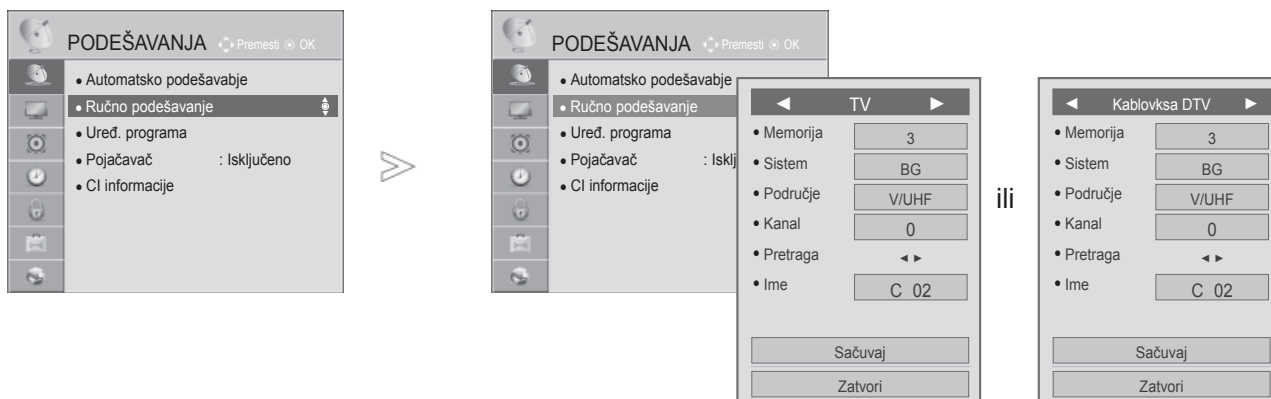 PODEŠAVANJA Premesti OK
• Automatsko podešavabje
• Ručno podešavanje
• Uređ. programa
• Pojačavač : Isključeno
• CI informacije
PODEŠAVANJA Premesti OK
• Automatsko podešavabje
• Ručno podešavanje
• Uređ. programa
• Pojačavač : Isklj
• CI informacije
◄ TV ►
• Memorija 3
• Sistem BG
• Područje V/UHF
• Kanal 0
• Pretraga ◄ ►
• Ime C 02
Sačuvaj
Zatvori
ili
◄ Kablovksa DTV ►
• Memorija 3
• Sistem BG
• Područje V/UHF
• Kanal 0
• Pretraga ◄ ►
• Ime C 02
Sačuvaj
Zatvori